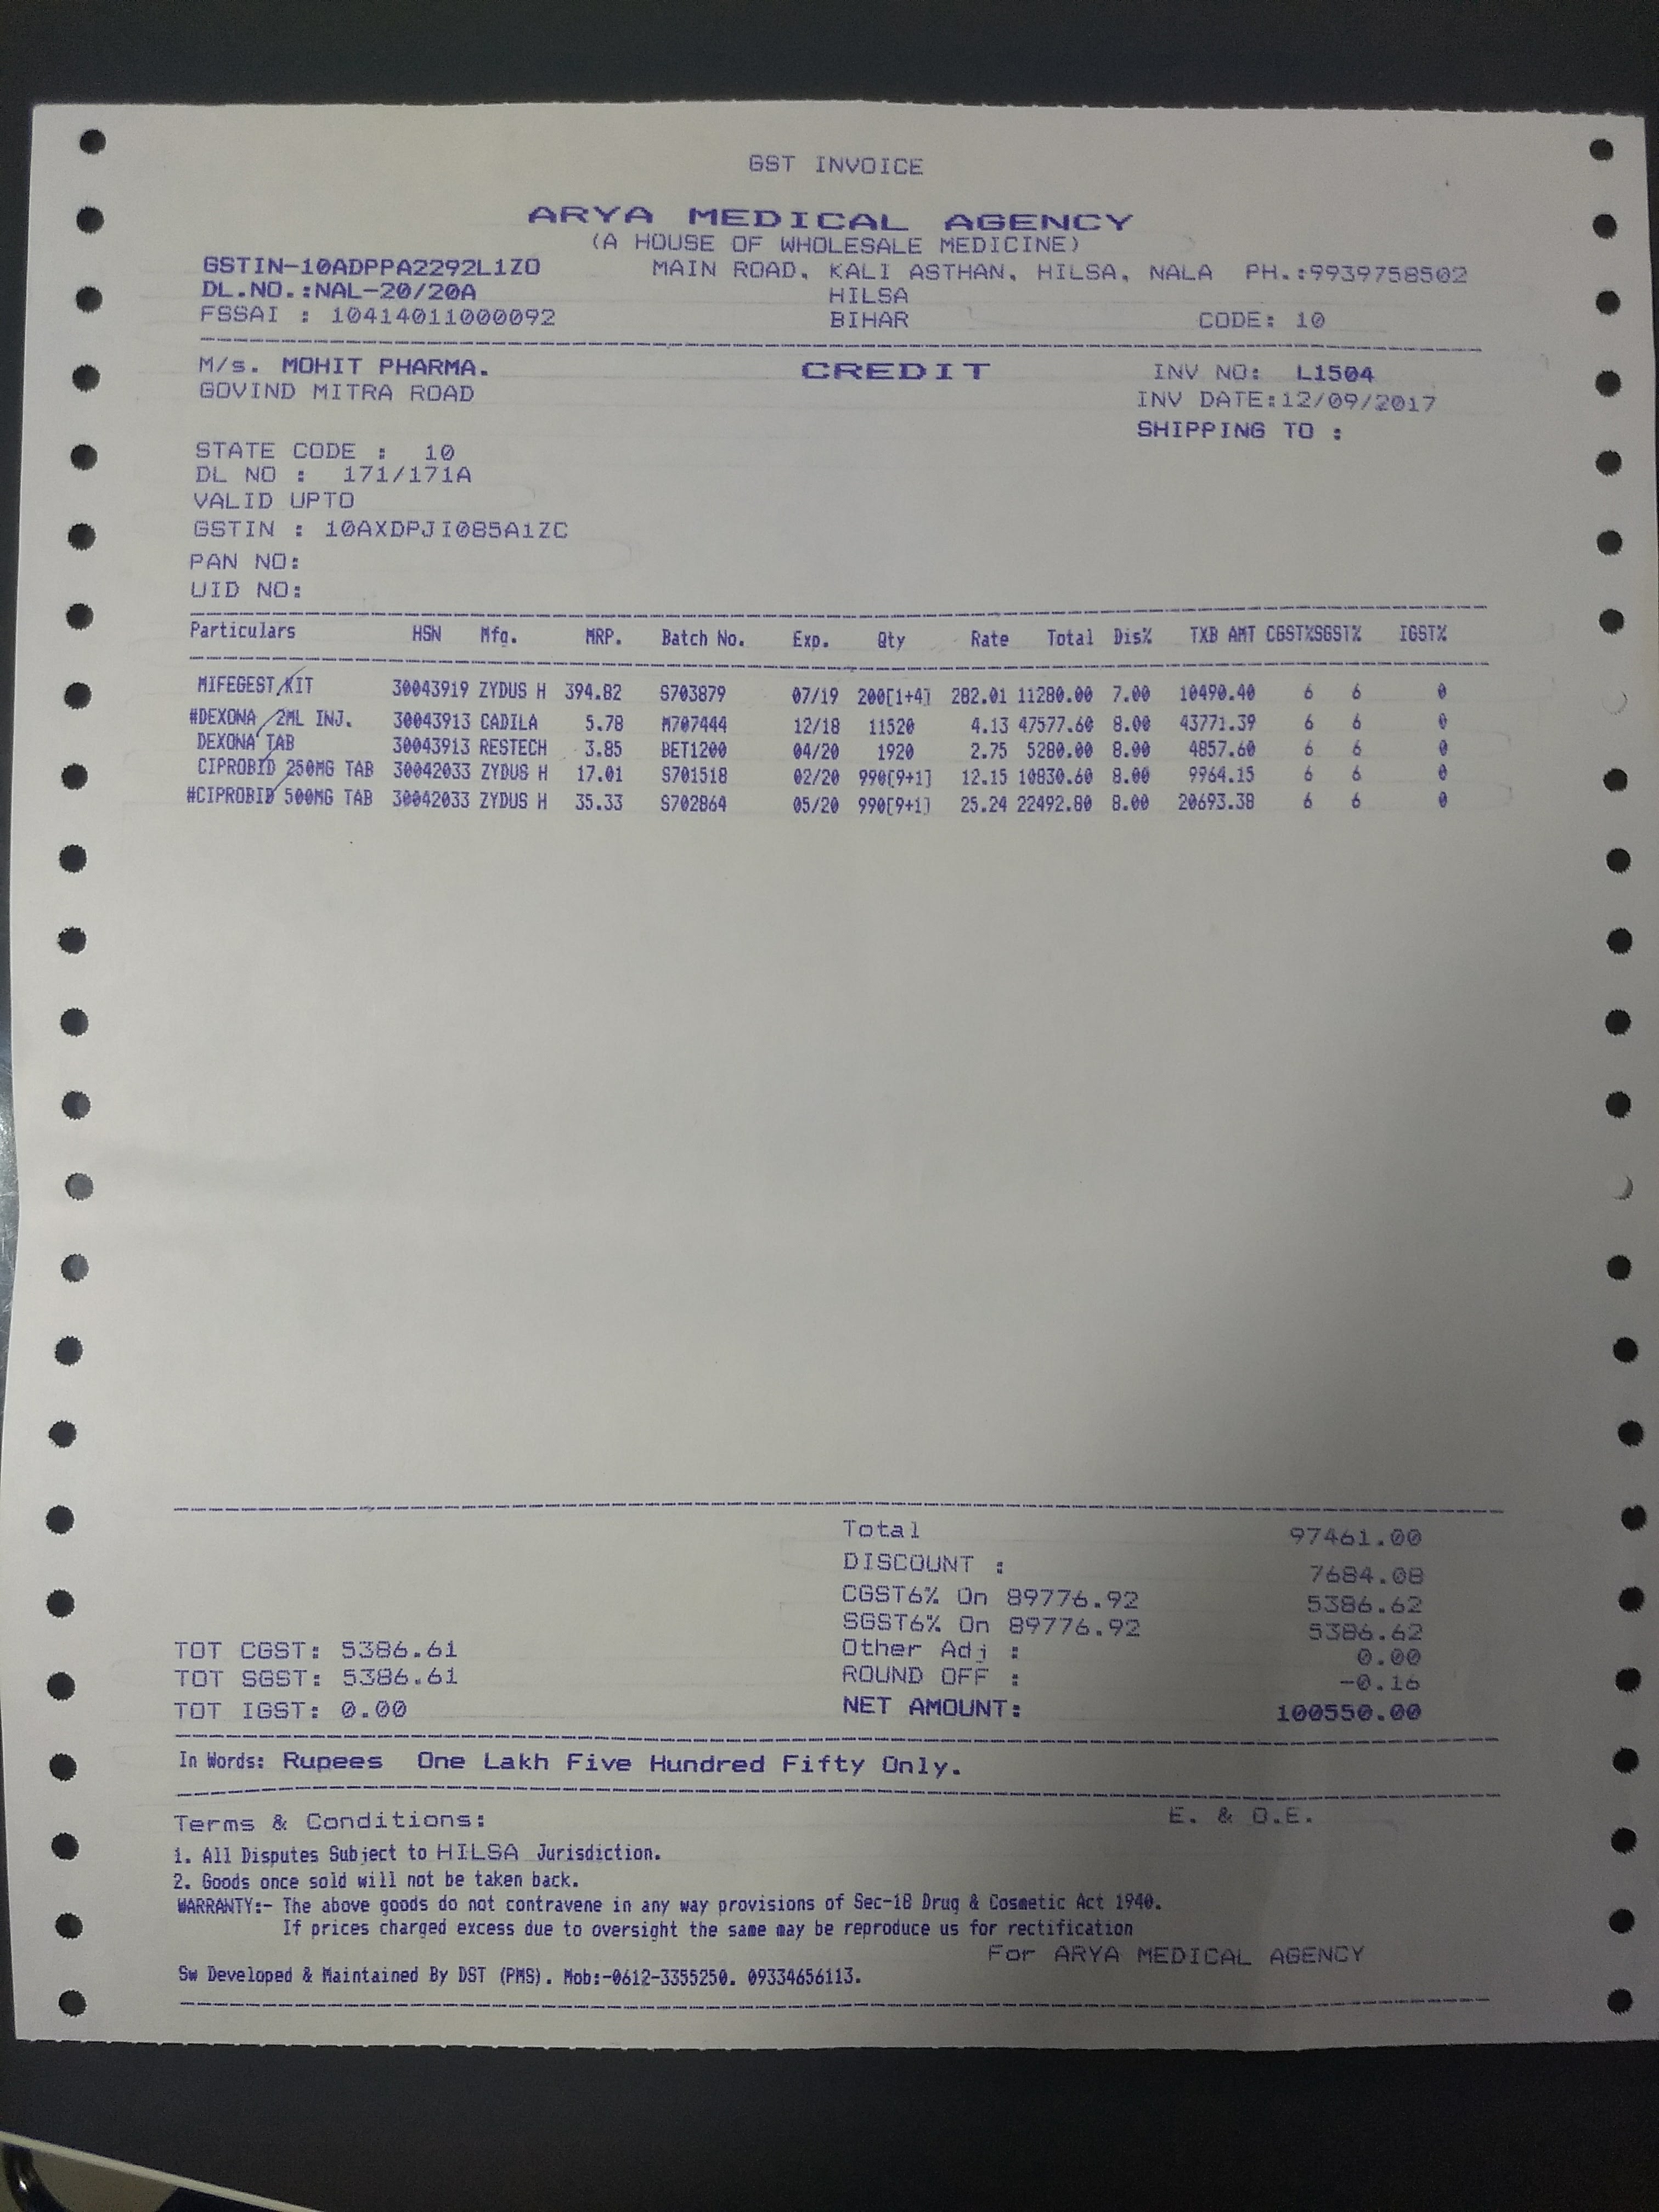 GST INVOICE
ARYA MEDICAL AGENCY
(A HOUSE OF WHOLESALE MEDICINE)
GSTIN-10ADPPA2292L1ZO MAIN ROAD, KALI ASTHAN, HILSA, NALA PH.:9939758502
DL.NO.:NAL-20/20A HILSA
FSSAI : 10414011000092 BIHAR CODE: 10
M/s. MOHIT PHARMA. CREDIT INV NO: L1504
GOVIND MITRA ROAD INV DATE:12/09/2017
SHIPPING TO :
STATE CODE : 10
DL NO : 171/171A
VALID UPTO
GSTIN : 10AXDPJI085A1ZC
PAN NO:
UID NO:
Particulars HSN Mfg. MRP. Batch No. Exp. Qty Rate Total Dis% TXB AMT CGST%SGST% IGST%
MIFEGEST KIT 30043919 ZYDUS H 394.82 S703879 07/19 200[1+4] 282.01 11280.00 7.00 10490.40 6 6 0
#DEXONA 2ML INJ. 30043913 CADILA 5.78 M707444 12/18 11520 4.13 47577.60 8.00 43771.39 6 6 0
DEXONA TAB 30043913 RESTECH 3.85 BET1200 04/20 1920 2.75 5280.00 8.00 4857.60 6 6 0
CIPROBID 250MG TAB 30042033 ZYDUS H 17.01 S701518 02/20 990[9+1] 12.15 10830.60 8.00 9964.15 6 6 0
#CIPROBID 500MG TAB 30042033 ZYDUS H 35.33 S702864 05/20 990[9+1] 25.24 22492.80 8.00 20693.38 6 6 0
Total 97461.00
DISCOUNT : 7684.08
CGST6% On 89776.92 5386.62
SGST6% On 89776.92 5386.62
TOT CGST: 5386.61 Other Adj : 0.00
TOT SGST: 5386.61 ROUND OFF : -0.16
TOT IGST: 0.00 NET AMOUNT: 100550.00
In Words: Rupees One Lakh Five Hundred Fifty Only.
Terms & Conditions: E. & O.E.
1. All Disputes Subject to HILSA Jurisdiction.
2. Goods once sold will not be taken back.
WARRANTY:- The above goods do not contravene in any way provisions of Sec-18 Drug & Cosmetic Act 1940.
If prices charged excess due to oversight the same may be reproduce us for rectification
For ARYA MEDICAL AGENCY
Sw Developed & Maintained By DST (PMS). Mob:-0612-3355250. 09334656113.